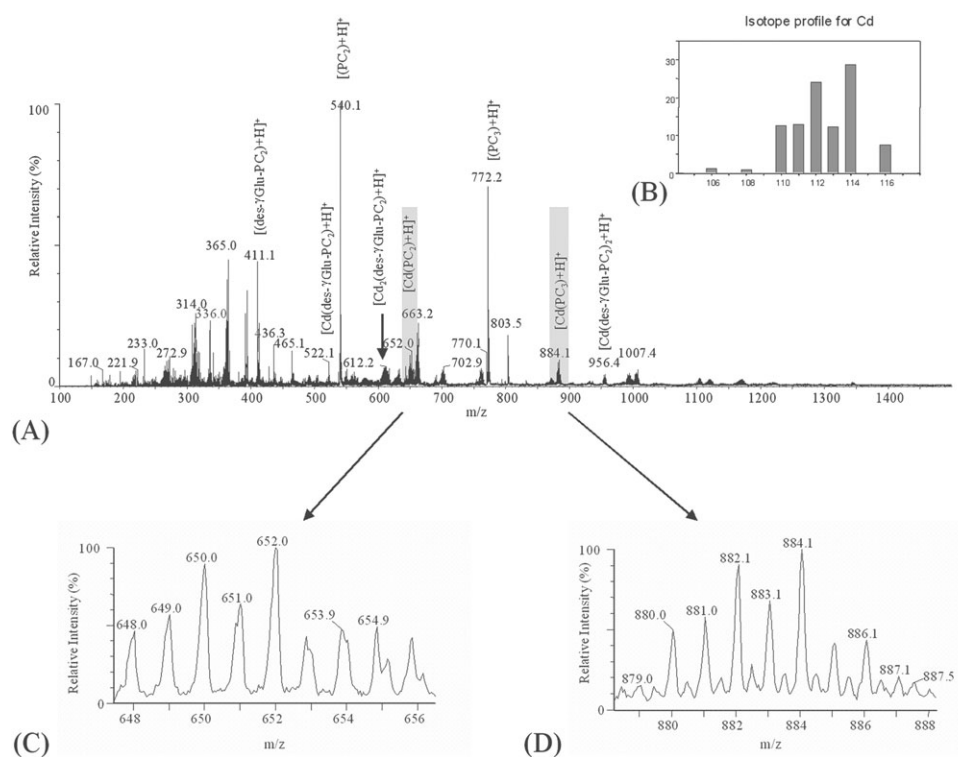 [(PC₂)+H]⁺
Isotope profile for Cd
30
20
10
0
106 108 110 112 114 116
(B)
100
Relative Intensity (%)
0
[(des-γGlu-PC₂)+H]⁺
[Cd(des-γGlu-PC₂)+H]⁺
[Cd₂(des-γGlu-PC₂)+H]⁺
[Cd(PC₂)+H]⁺
[(PC₃)+H]⁺
[Cd(PC₃)+H]⁺
[Cd(des-γGlu-PC₂)₂+H]⁺
540.1
772.2
365.0
411.1
314.0
336.0
663.2
233.0
436.3
465.1
522.1
652.0
770.1
803.5
167.0
221.9
272.9
612.2
702.9
884.1
956.4
1007.4
100 200 300 400 500 600 700 800 900 1000 1100 1200 1300 1400
m/z
(A)
100
Relative Intensity (%)
0
648.0
649.0
650.0
651.0
652.0
653.9
654.9
648 650 652 654 656
m/z
(C)
100
Relative Intensity (%)
0
879.0
880.0
881.0
882.1
883.1
884.1
886.1
887.1
887.5
880 882 884 886 888
m/z
(D)